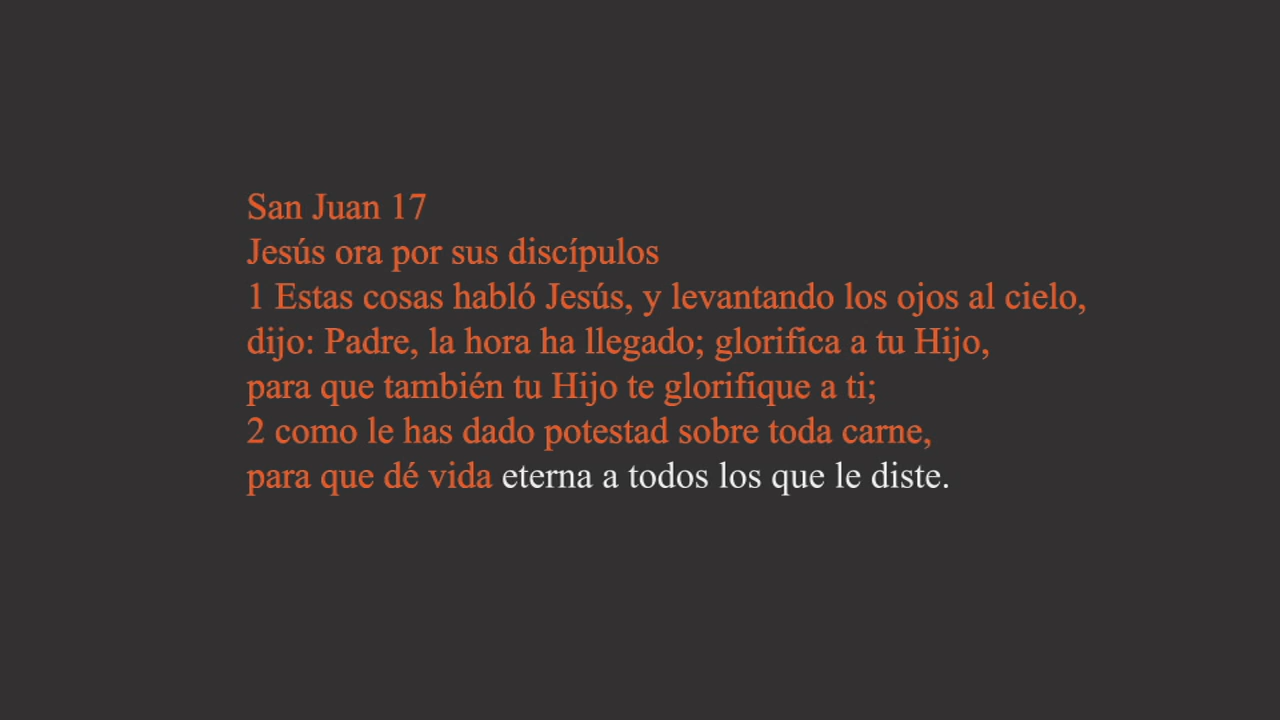 San Juan 17
Jesús ora por sus discípulos
1 Estas cosas habló Jesús, y levantando los ojos al cielo,
dijo: Padre, la hora ha llegado; glorifica a tu Hijo,
para que también tu Hijo te glorifique a ti;
2 como le has dado potestad sobre toda carne,
para que dé vida eterna a todos los que le diste.